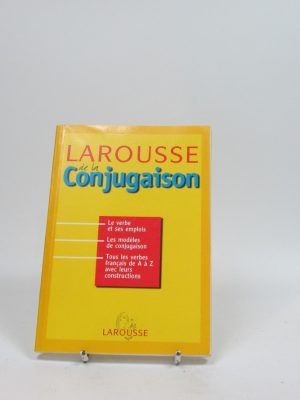 LAROUSSE
de la
Conjugaison
Le verbe
et ses emplois
Les modèles
de conjugaison
Tous les verbes
français de A à Z
avec leurs
constructions
LAROUSSE